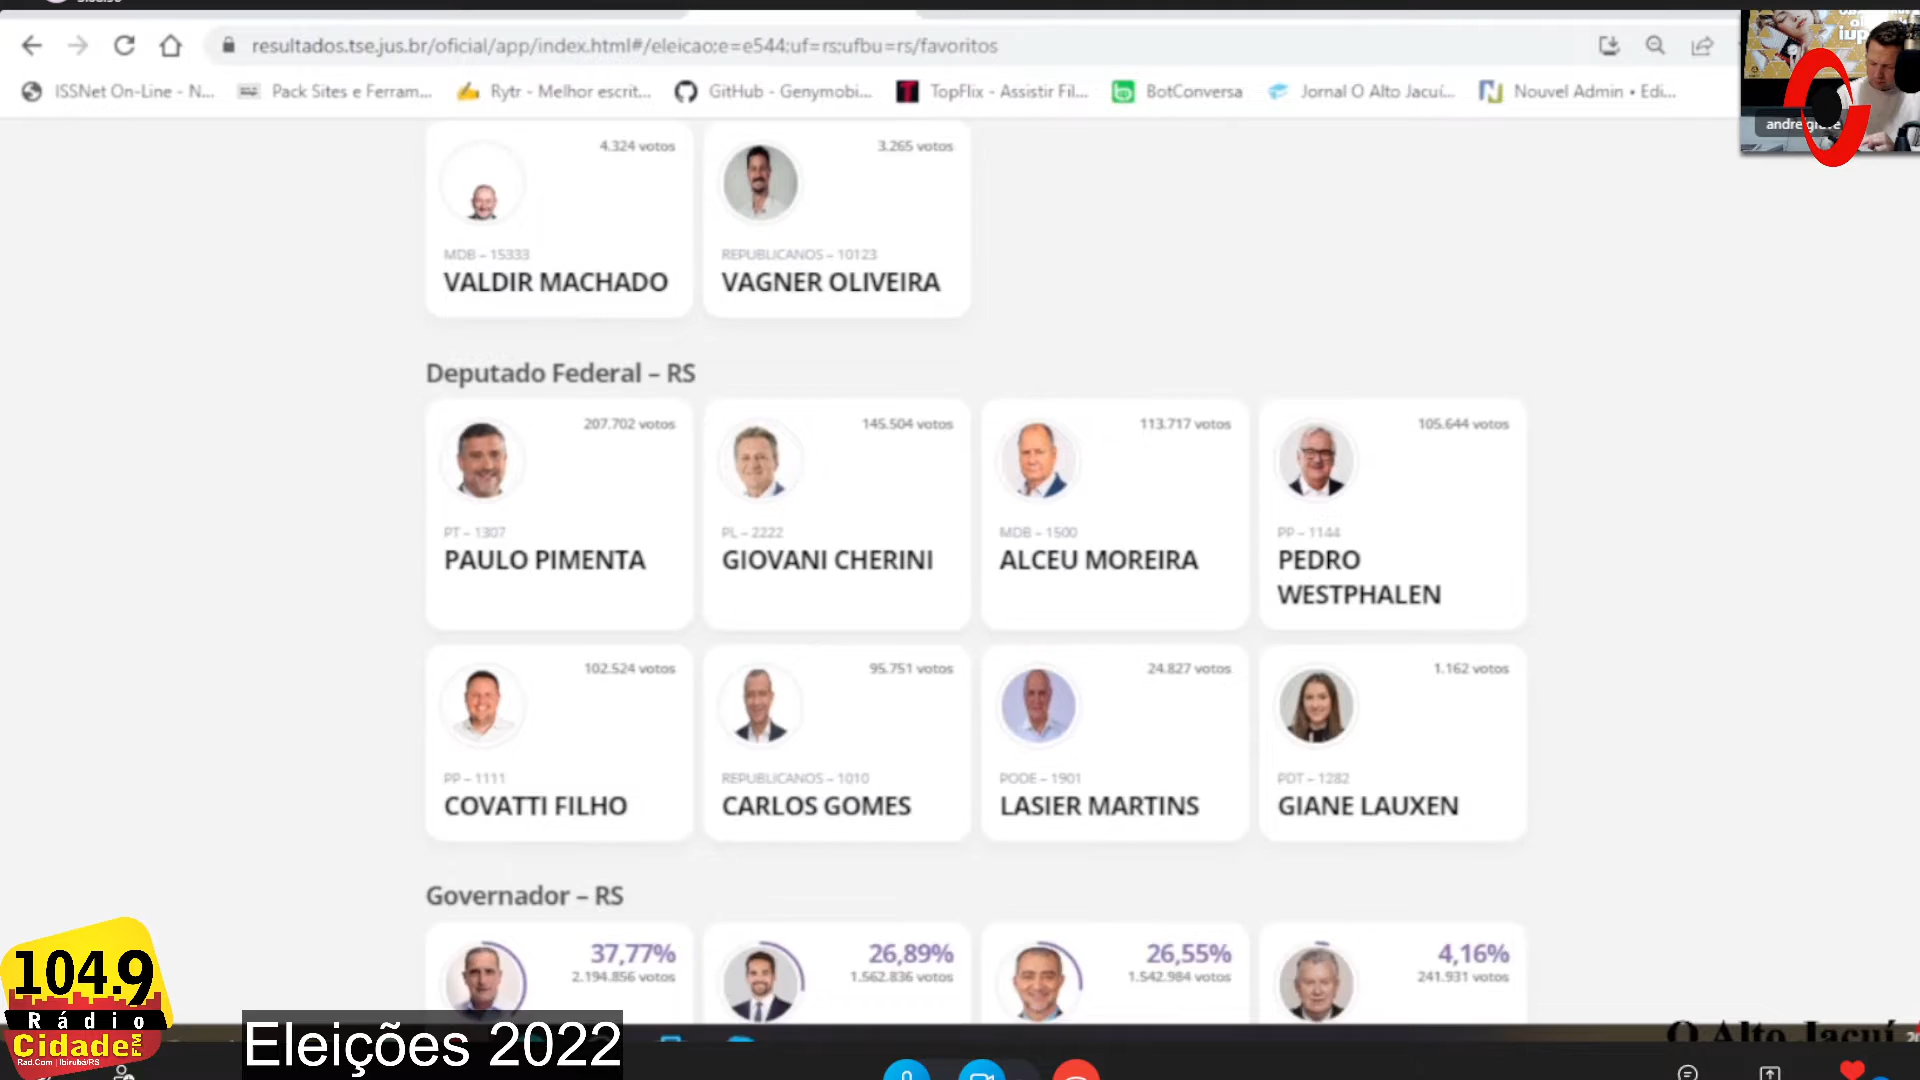 resultados.tse.jus.br/oficial/app/index.html#/eleicao:e=e544:uf=rs:ufbu=rs/favoritos
ISSNet On-Line - N...
Pack Sites e Ferram...
Rytr - Melhor escrit...
GitHub - Genymobi...
TopFlix - Assistir Fil...
BotConversa
Jornal O Alto Jacuí...
Nouvel Admin • Edi...
4.324 votos
MDB – 15333
VALDIR MACHADO
3.265 votos
REPUBLICANOS – 10123
VAGNER OLIVEIRA
Deputado Federal – RS
207.702 votos
PT – 1307
PAULO PIMENTA
145.504 votos
PL – 2222
GIOVANI CHERINI
113.717 votos
MDB – 1500
ALCEU MOREIRA
105.644 votos
PP – 1144
PEDRO
WESTPHALEN
102.524 votos
PP – 1111
COVATTI FILHO
95.751 votos
REPUBLICANOS – 1010
CARLOS GOMES
24.827 votos
PODE – 1901
LASIER MARTINS
1.162 votos
PDT – 1282
GIANE LAUXEN
Governador – RS
37,77%
2.194.856 votos
26,89%
1.562.836 votos
26,55%
1.542.984 votos
4,16%
241.931 votos
104.9
Rádio
Cidade FM
Rad.Com | Ibirubá/RS
Eleições 2022
O Alto Jacuí